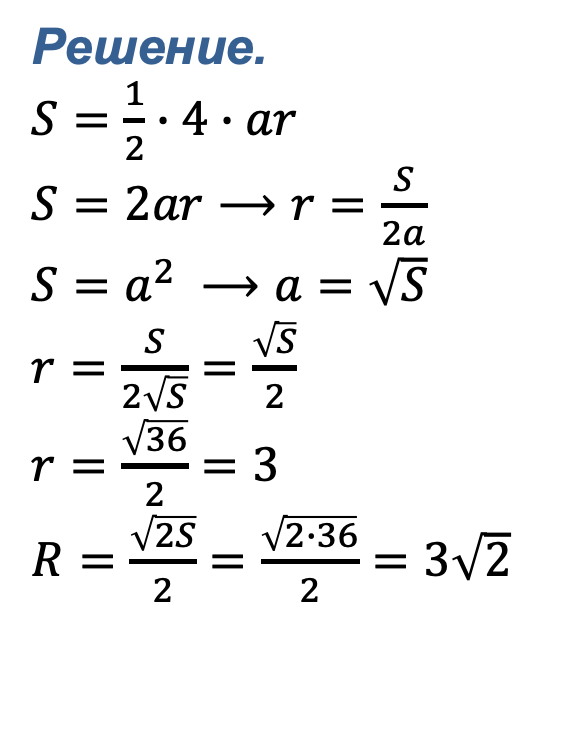 Решение.
S = 1/2 · 4 · ar
S = 2ar ⟶ r = S/2a
S = a² ⟶ a = √S
r = S/2√S = √S/2
r = √36/2 = 3
R = √2S/2 = √2·36/2 = 3√2